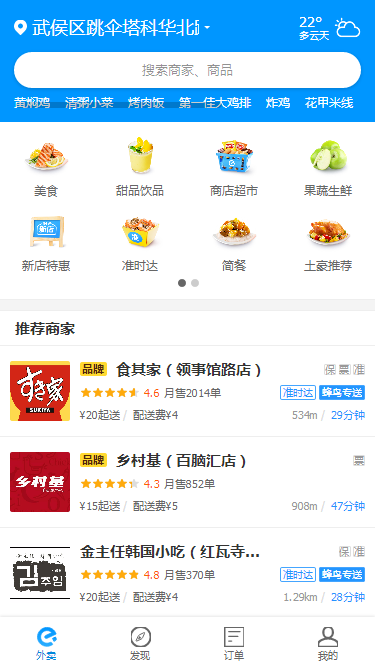 武侯区跳伞塔科华北
22°
多云天
搜索商家、商品
黄焖鸡 清粥小菜 烤肉饭 第一佳大鸡排 炸鸡 花甲米线
美食 甜品饮品 商店超市 果蔬生鲜
新店
新店特惠 准时达 简餐 土豪推荐
推荐商家
すき家
SUKIYA
品牌 食其家（领事馆路店） 保 票 准
4.6 月售2014单 准时达 蜂鸟专送
¥20起送 / 配送费¥4 534m / 29分钟
乡村基
品牌 乡村基（百脑汇店） 票
4.3 月售852单
¥15起送 / 配送费¥5 908m / 47分钟
김주임
金主任韩国小吃（红瓦寺... 保 准
4.8 月售370单 准时达 蜂鸟专送
¥20起送 / 配送费¥4 1.29km / 28分钟
外卖 发现 订单 我的